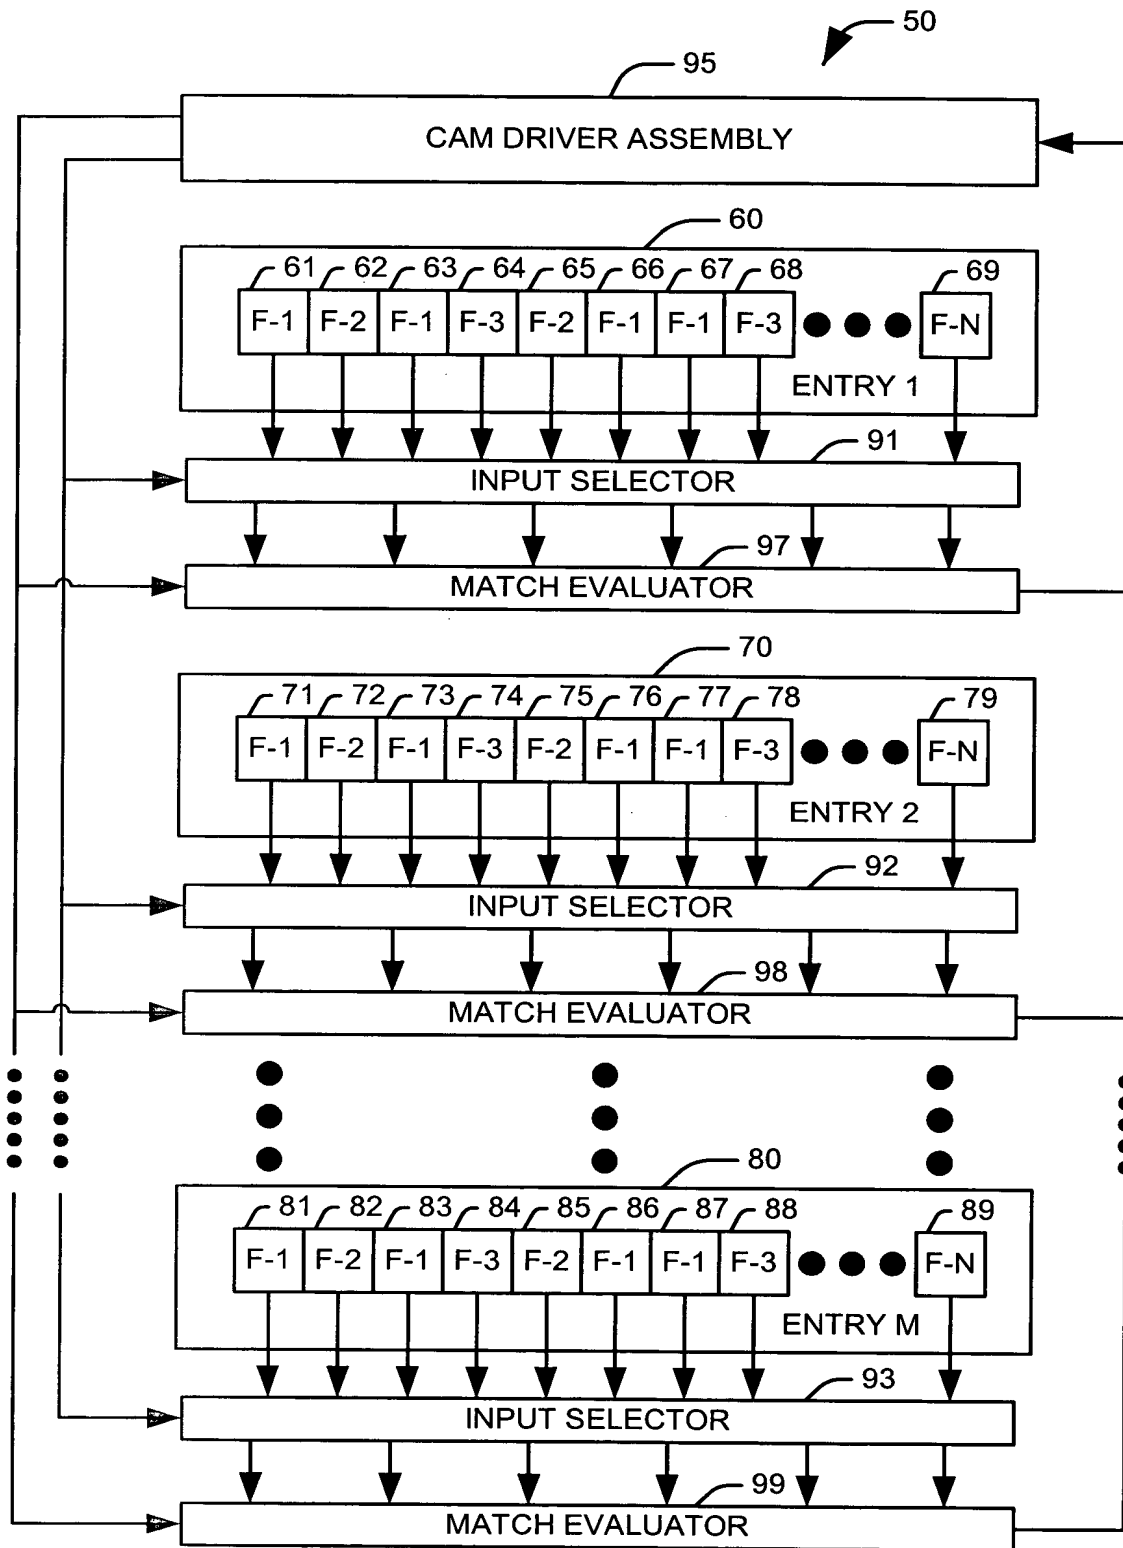 50
95
CAM DRIVER ASSEMBLY
60
61 62 63 64 65 66 67 68 69
F-1 F-2 F-1 F-3 F-2 F-1 F-1 F-3 F-N
ENTRY 1
91
INPUT SELECTOR
97
MATCH EVALUATOR
70
71 72 73 74 75 76 77 78 79
F-1 F-2 F-1 F-3 F-2 F-1 F-1 F-3 F-N
ENTRY 2
92
INPUT SELECTOR
98
MATCH EVALUATOR
80
81 82 83 84 85 86 87 88 89
F-1 F-2 F-1 F-3 F-2 F-1 F-1 F-3 F-N
ENTRY M
93
INPUT SELECTOR
99
MATCH EVALUATOR